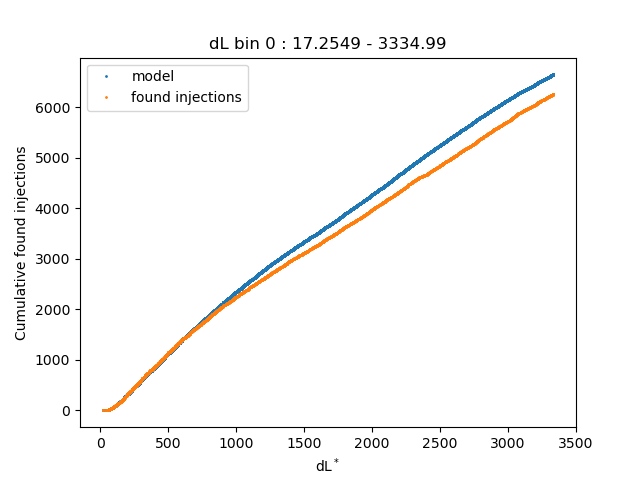 dL bin 0 : 17.2549 - 3334.99
model
found injections
Cumulative found injections
6000
5000
4000
3000
2000
1000
0
0 500 1000 1500 2000 2500 3000 3500
dL*